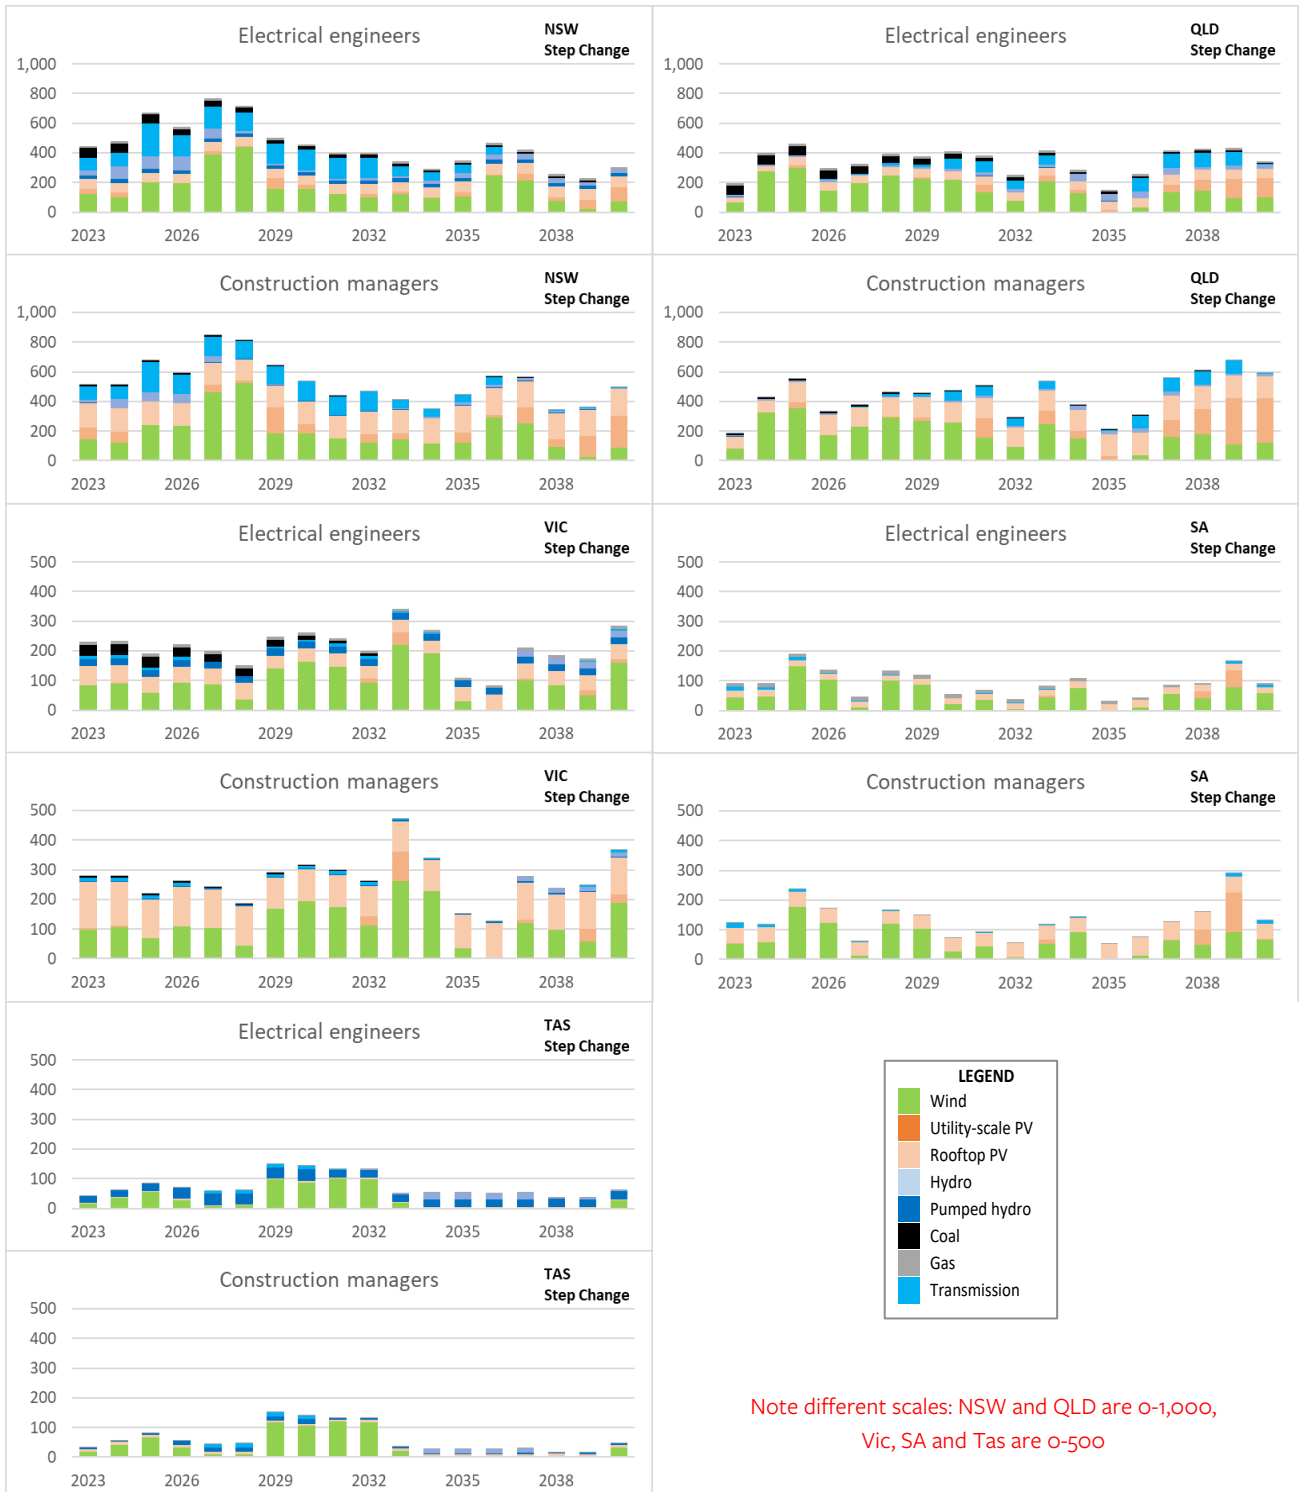 Electrical engineers
NSW
Step Change
1,000
800
600
400
200
0
2023 2026 2029 2032 2035 2038
Electrical engineers
QLD
Step Change
1,000
800
600
400
200
0
2023 2026 2029 2032 2035 2038
Construction managers
NSW
Step Change
1,000
800
600
400
200
0
2023 2026 2029 2032 2035 2038
Construction managers
QLD
Step Change
1,000
800
600
400
200
0
2023 2026 2029 2032 2035 2038
Electrical engineers
VIC
Step Change
500
400
300
200
100
0
2023 2026 2029 2032 2035 2038
Electrical engineers
SA
Step Change
500
400
300
200
100
0
2023 2026 2029 2032 2035 2038
Construction managers
VIC
Step Change
500
400
300
200
100
0
2023 2026 2029 2032 2035 2038
Construction managers
SA
Step Change
500
400
300
200
100
0
2023 2026 2029 2032 2035 2038
Electrical engineers
TAS
Step Change
500
400
300
200
100
0
2023 2026 2029 2032 2035 2038
Construction managers
TAS
Step Change
500
400
300
200
100
0
2023 2026 2029 2032 2035 2038
LEGEND
Wind
Utility-scale PV
Rooftop PV
Hydro
Pumped hydro
Coal
Gas
Transmission
Note different scales: NSW and QLD are 0-1,000,
Vic, SA and Tas are 0-500